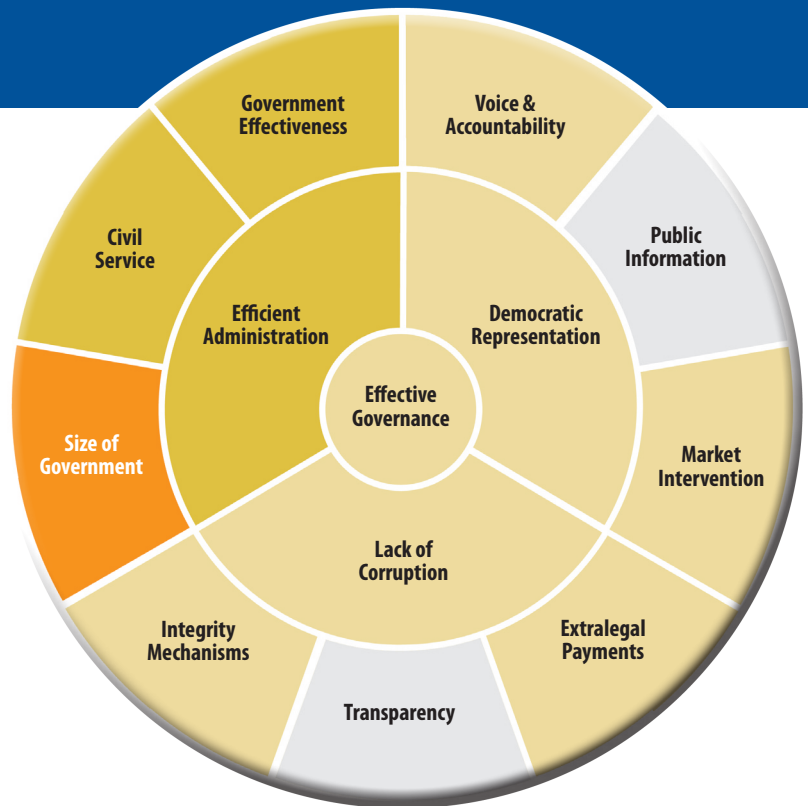 Government
Effectiveness
Voice &
Accountability
Civil
Service
Public
Information
Efficient
Administration
Democratic
Representation
Effective
Governance
Size of
Government
Market
Intervention
Lack of
Corruption
Integrity
Mechanisms
Extralegal
Payments
Transparency